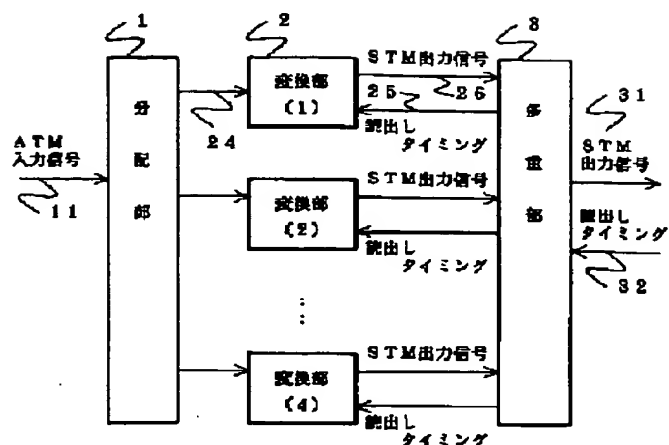 1
2
3
分配部
ATM
入力信号
11
24
変換部
(1)
STM出力信号
25
26
読出し
タイミング
変換部
(2)
STM出力信号
読出し
タイミング
⋮
変換部
(4)
STM出力信号
読出し
タイミング
多重部
31
STM
出力信号
読出し
タイミング
32